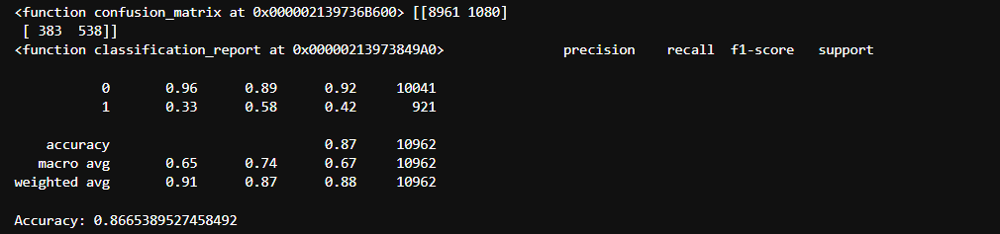 <function confusion_matrix at 0x000002139736B600> [[8961 1080]
[ 383 538]]
<function classification_report at 0x00000213973849A0> precision recall f1-score support
0 0.96 0.89 0.92 10041
1 0.33 0.58 0.42 921
accuracy 0.87 10962
macro avg 0.65 0.74 0.67 10962
weighted avg 0.91 0.87 0.88 10962
Accuracy: 0.8665389527458492